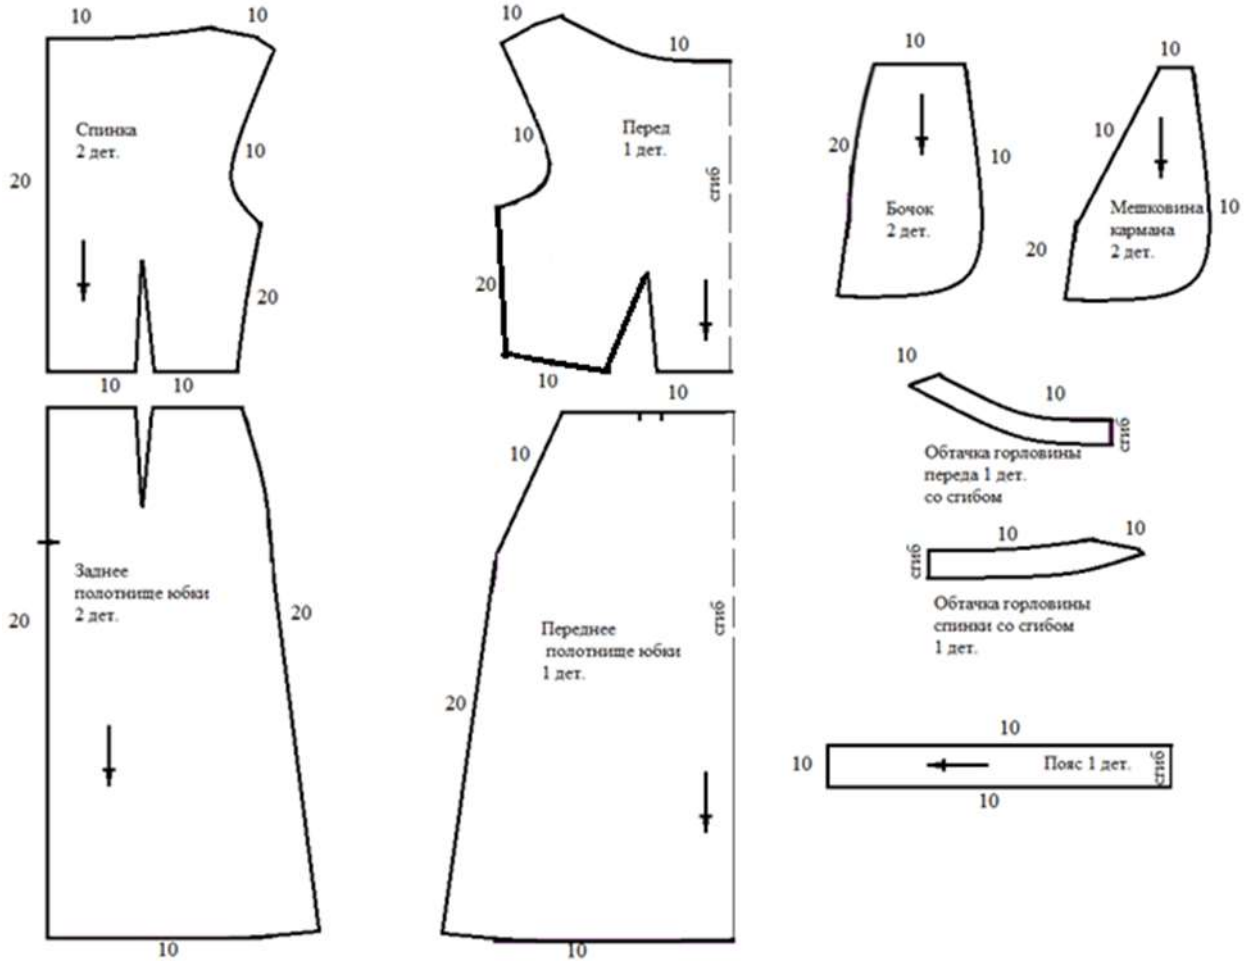 10
10
Спинка
2 дет.
10
20
20
10
10
10
10
Перед
1 дет.
10
сгиб
20
10
10
10
20
10
Бочок
2 дет.
10
10
Мешковина
кармана
2 дет.
10
20
10
10
сгиб
Обтачка горловины
переда 1 дет.
со сгибом
10
10
сгиб
Обтачка горловины
спинки со сгибом
1 дет.
Заднее
полотнище юбки
2 дет.
20
20
10
10
Переднее
полотнище юбки
1 дет.
сгиб
20
10
10
10
Пояс 1 дет.
сгиб
10